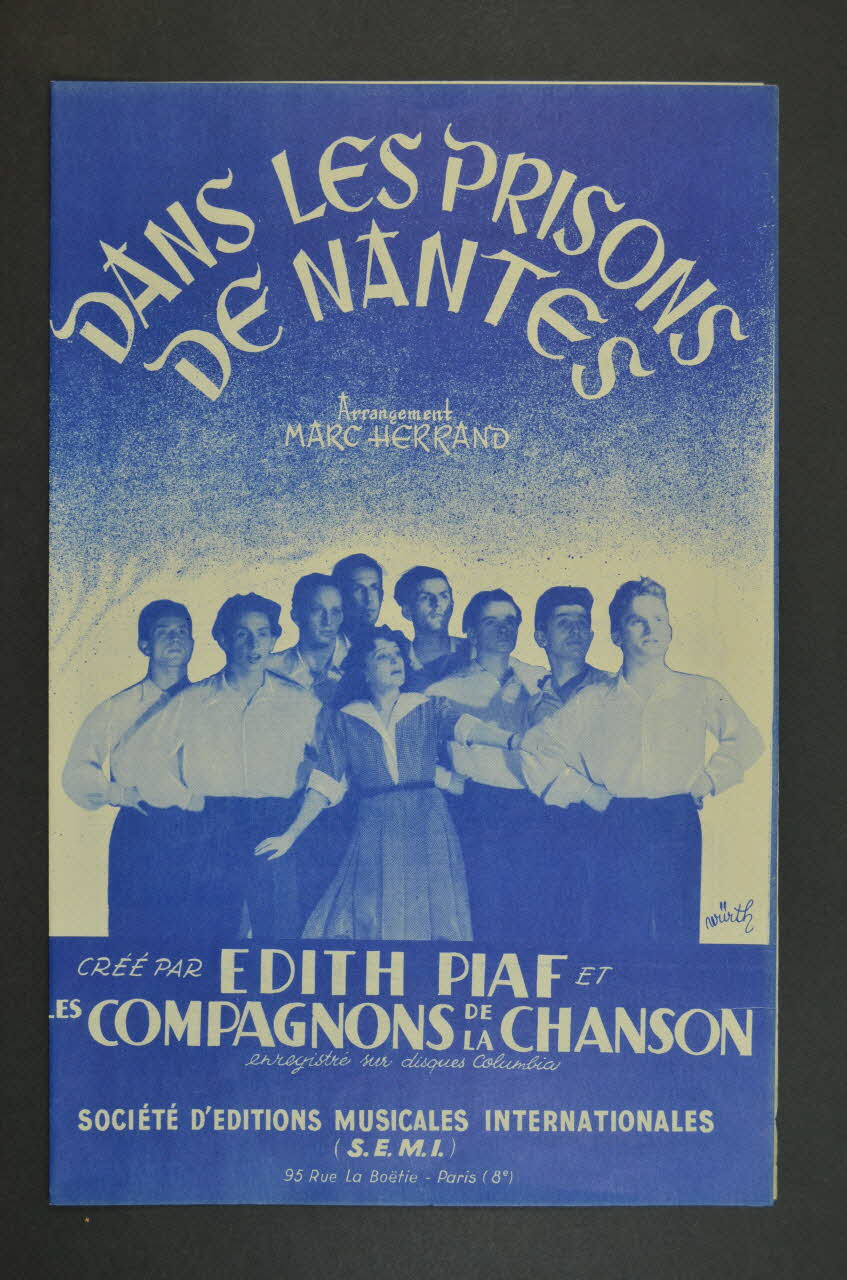 DANS LES PRISONS
DE NANTES
Arrangement
MARC HERRAND
würth
CRÉÉ PAR EDITH PIAF ET
LES COMPAGNONS DE LA CHANSON
enregistré sur disques Columbia
SOCIÉTÉ D'EDITIONS MUSICALES INTERNATIONALES
(S.E.M.I.)
95 Rue La Boëtie - Paris (8e)